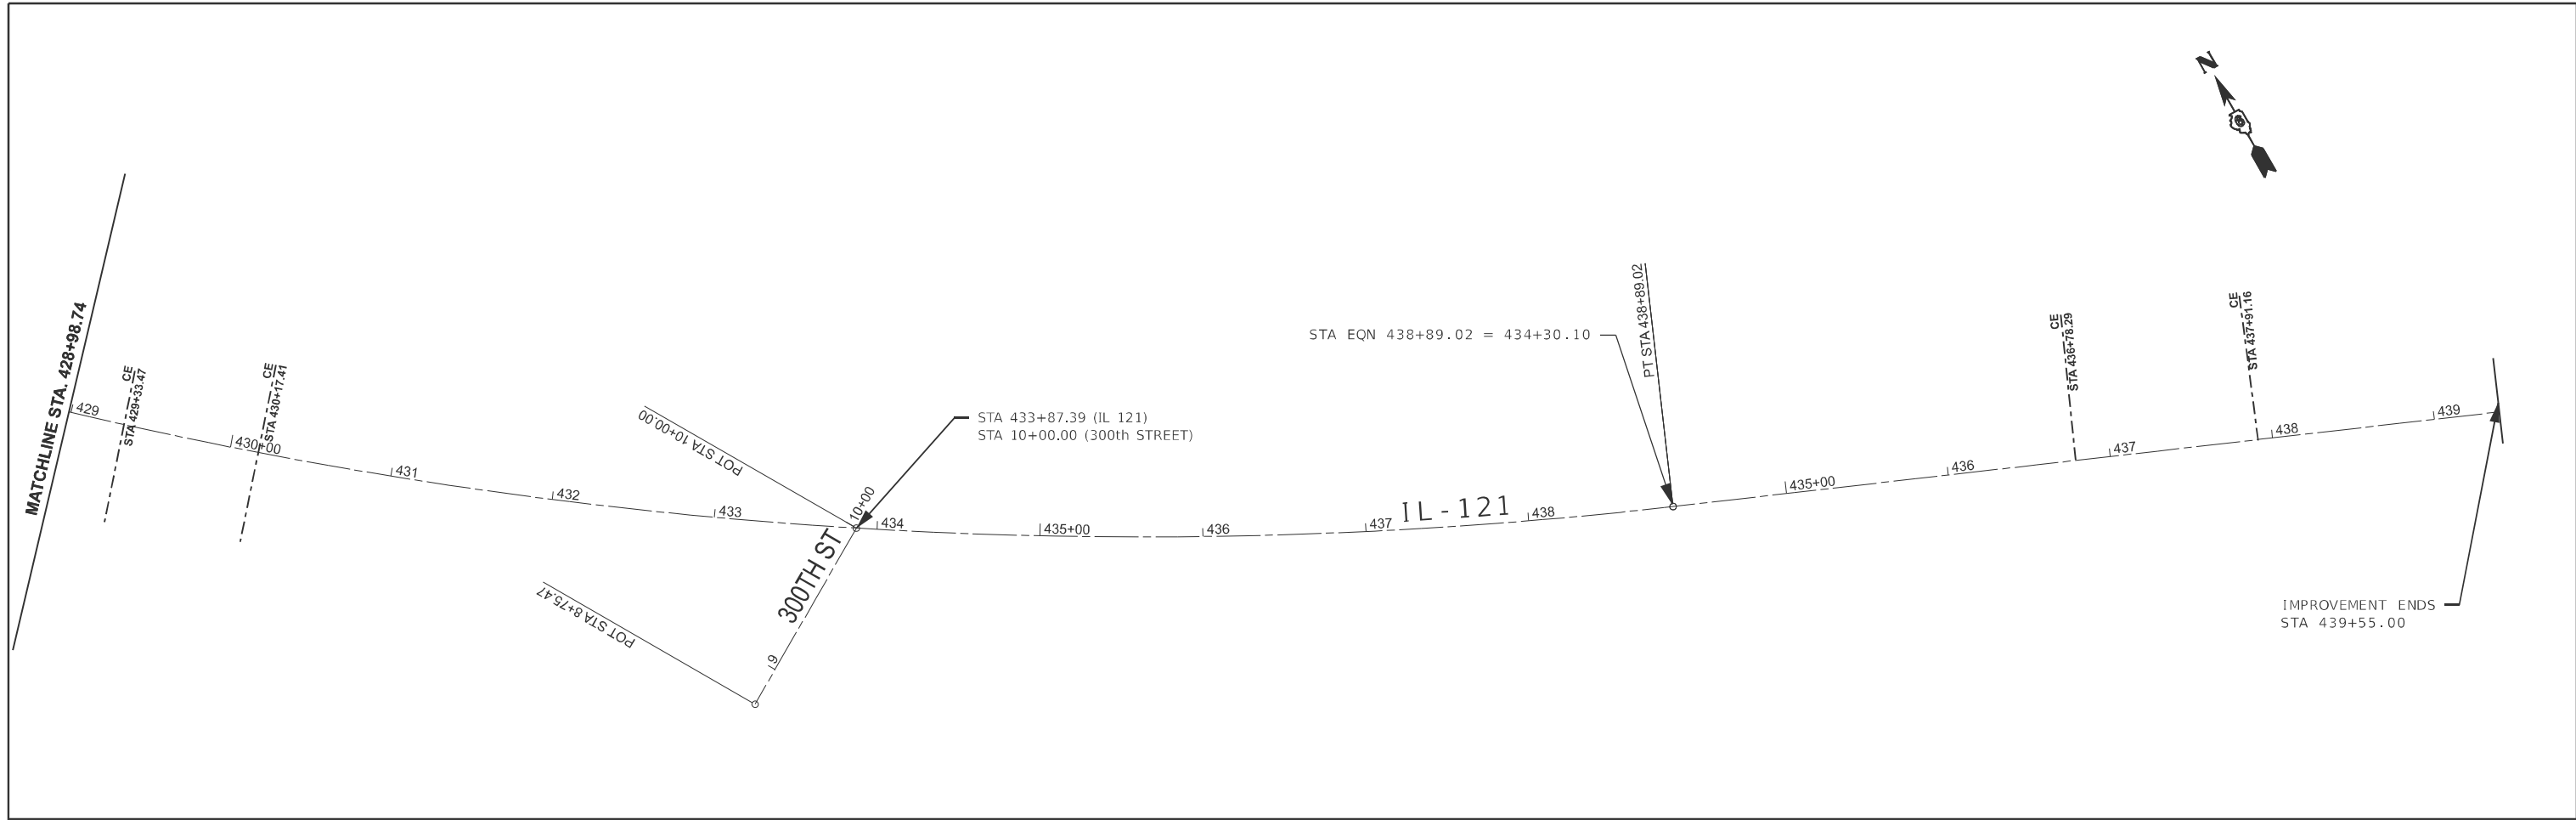 N
MATCHLINE STA. 428+98.74
429
CE
STA 429+33.47
CE
STA 430+17.41
430+00
431
432
433
POT STA 10+00.00
10+00
STA 433+87.39 (IL 121)
STA 10+00.00 (300th STREET)
434
300TH ST
9
POT STA 8+75.47
435+00
436
437
IL-121
438
STA EQN 438+89.02 = 434+30.10
PT STA 438+89.02
435+00
436
CE
STA 436+78.29
437
CE
STA 437+91.16
438
439
IMPROVEMENT ENDS
STA 439+55.00